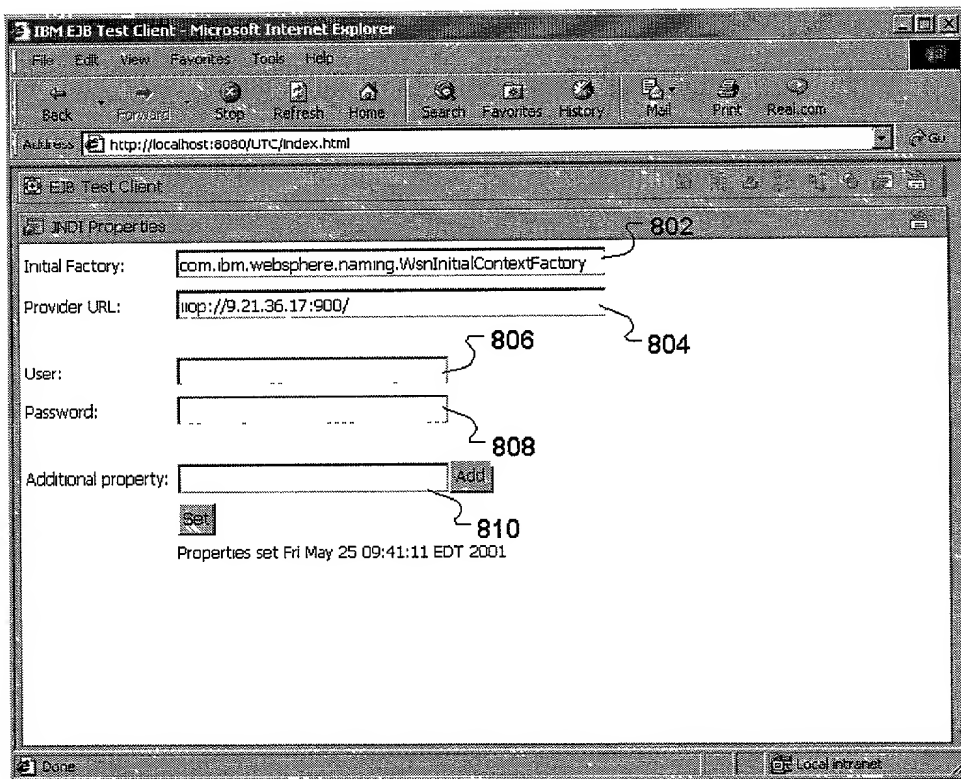 IBM EJB Test Client - Microsoft Internet Explorer
File Edit View Favorites Tools Help
Back Forward Stop Refresh Home Search Favorites History Mail Print Real.com
Address http://localhost:8080/UTC/index.html Go
EJB Test Client
JNDI Properties
802
Initial Factory: com.ibm.websphere.naming.WsnInitialContextFactory
Provider URL: iiop://9.21.36.17:900/
804
806
User:
Password:
808
Additional property: Add
810
Set
Properties set Fri May 25 09:41:11 EDT 2001
Done Local intranet